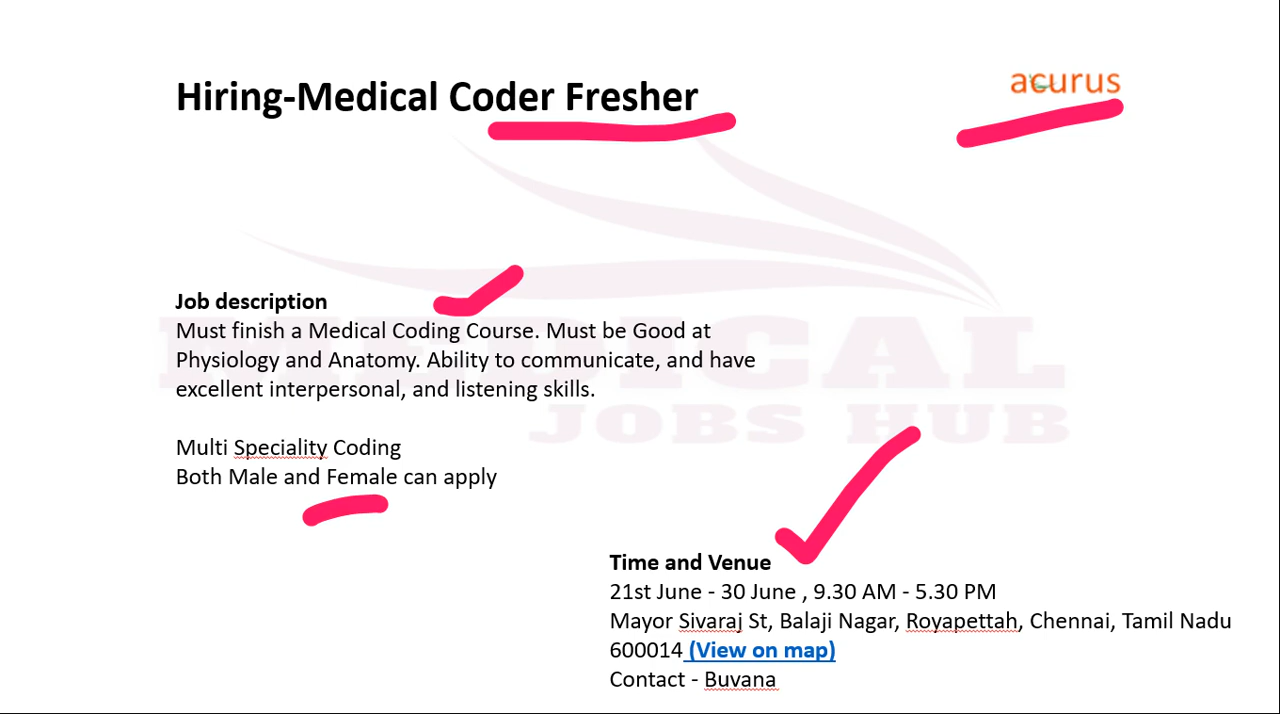 Hiring-Medical Coder Fresher
acurus
Job description
Must finish a Medical Coding Course. Must be Good at
Physiology and Anatomy. Ability to communicate, and have
excellent interpersonal, and listening skills.
MEDICAL
JOBS HUB
Multi Speciality Coding
Both Male and Female can apply
Time and Venue
21st June - 30 June , 9.30 AM - 5.30 PM
Mayor Sivaraj St, Balaji Nagar, Royapettah, Chennai, Tamil Nadu
600014 (View on map)
Contact - Buvana